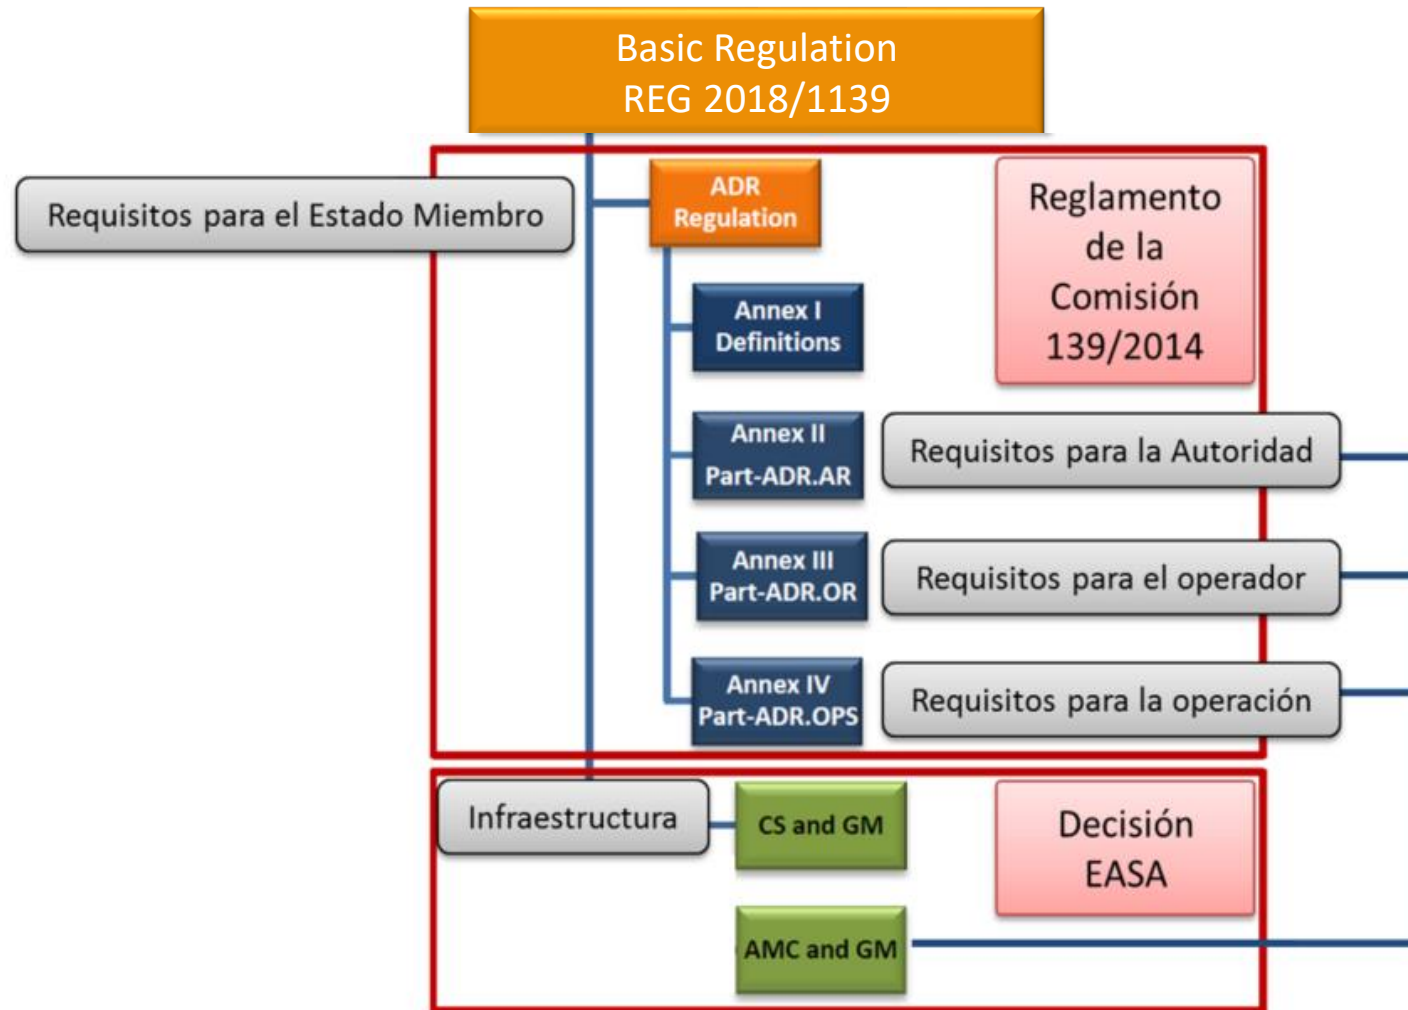 Basic Regulation
REG 2018/1139
Requisitos para el Estado Miembro
ADR
Regulation
Reglamento
de la
Comisión
139/2014
Annex I
Definitions
Annex II
Part-ADR.AR
Requisitos para la Autoridad
Annex III
Part-ADR.OR
Requisitos para el operador
Annex IV
Part-ADR.OPS
Requisitos para la operación
Infraestructura
CS and GM
Decisión
EASA
AMC and GM